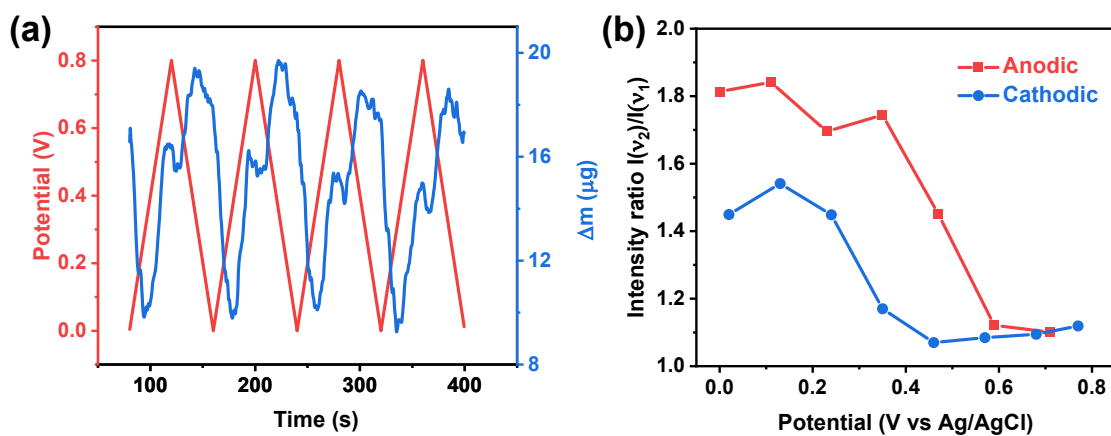 (a)
Potential (V)
0.8
0.6
0.4
0.2
0.0
100
200
300
400
Time (s)
20
16
12
8
Δm (μg)
(b)
Intensity ratio I(ν₂)/I(ν₁)
2.0
1.8
1.6
1.4
1.2
1.0
Anodic
Cathodic
0.0
0.2
0.4
0.6
0.8
Potential (V vs Ag/AgCl)